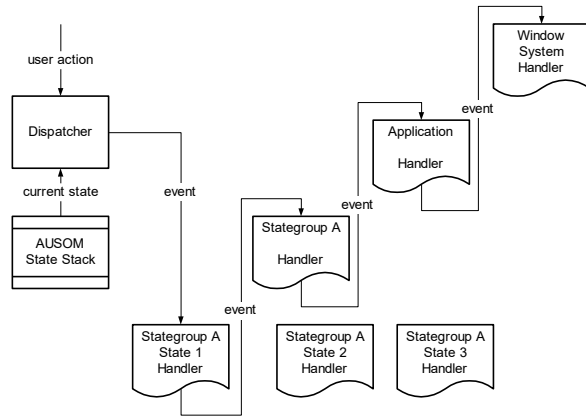 Window
System
Handler
user action
event
Dispatcher
Application
Handler
current state
event
event
AUSOM
State Stack
Stategroup A
Handler
event
Stategroup A
State 1
Handler
Stategroup A
State 2
Handler
Stategroup A
State 3
Handler